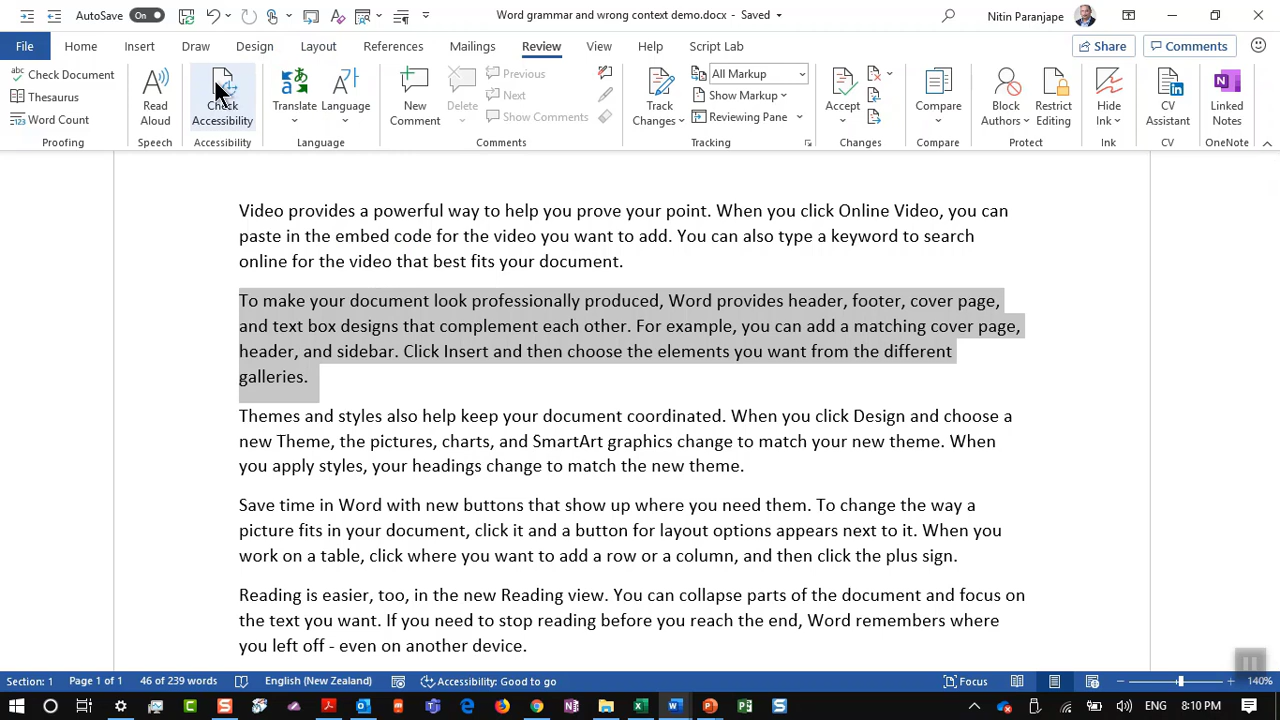 AutoSave On
Word grammar and wrong context demo.docx - Saved
Nitin Paranjape
File Home Insert Draw Design Layout References Mailings Review View Help Script Lab
Share Comments
abc Check Document
Thesaurus
Word Count
Proofing
Read Aloud
Speech
Check Accessibility
Accessibility
Translate
Language
Language
New Comment
Delete
Previous
Next
Show Comments
Comments
Track Changes
All Markup
Show Markup
Reviewing Pane
Tracking
Accept
Changes
Compare
Compare
Block Authors
Restrict Editing
Protect
Hide Ink
Ink
CV Assistant
CV
Linked Notes
OneNote
Video provides a powerful way to help you prove your point. When you click Online Video, you can
paste in the embed code for the video you want to add. You can also type a keyword to search
online for the video that best fits your document.
To make your document look professionally produced, Word provides header, footer, cover page,
and text box designs that complement each other. For example, you can add a matching cover page,
header, and sidebar. Click Insert and then choose the elements you want from the different
galleries.
Themes and styles also help keep your document coordinated. When you click Design and choose a
new Theme, the pictures, charts, and SmartArt graphics change to match your new theme. When
you apply styles, your headings change to match the new theme.
Save time in Word with new buttons that show up where you need them. To change the way a
picture fits in your document, click it and a button for layout options appears next to it. When you
work on a table, click where you want to add a row or a column, and then click the plus sign.
Reading is easier, too, in the new Reading view. You can collapse parts of the document and focus on
the text you want. If you need to stop reading before you reach the end, Word remembers where
you left off - even on another device.
Section: 1 Page 1 of 1 46 of 239 words English (New Zealand) Accessibility: Good to go Focus 140%
ENG 8:10 PM